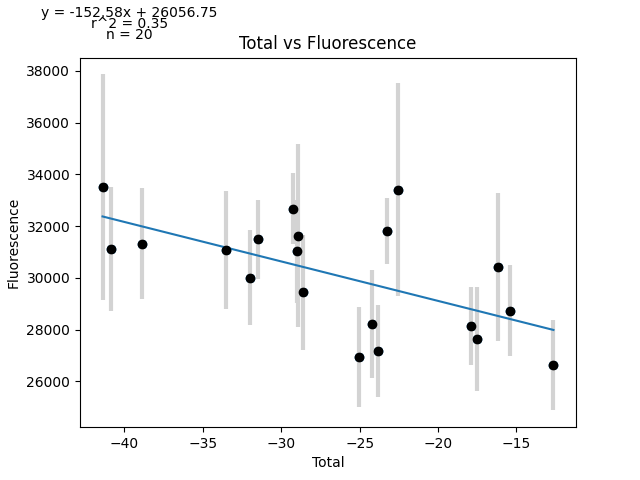 y = -152.58x + 26056.75
r^2 = 0.35
n = 20
Total vs Fluorescence
38000
36000
34000
32000
30000
28000
26000
Fluorescence
−40 −35 −30 −25 −20 −15
Total